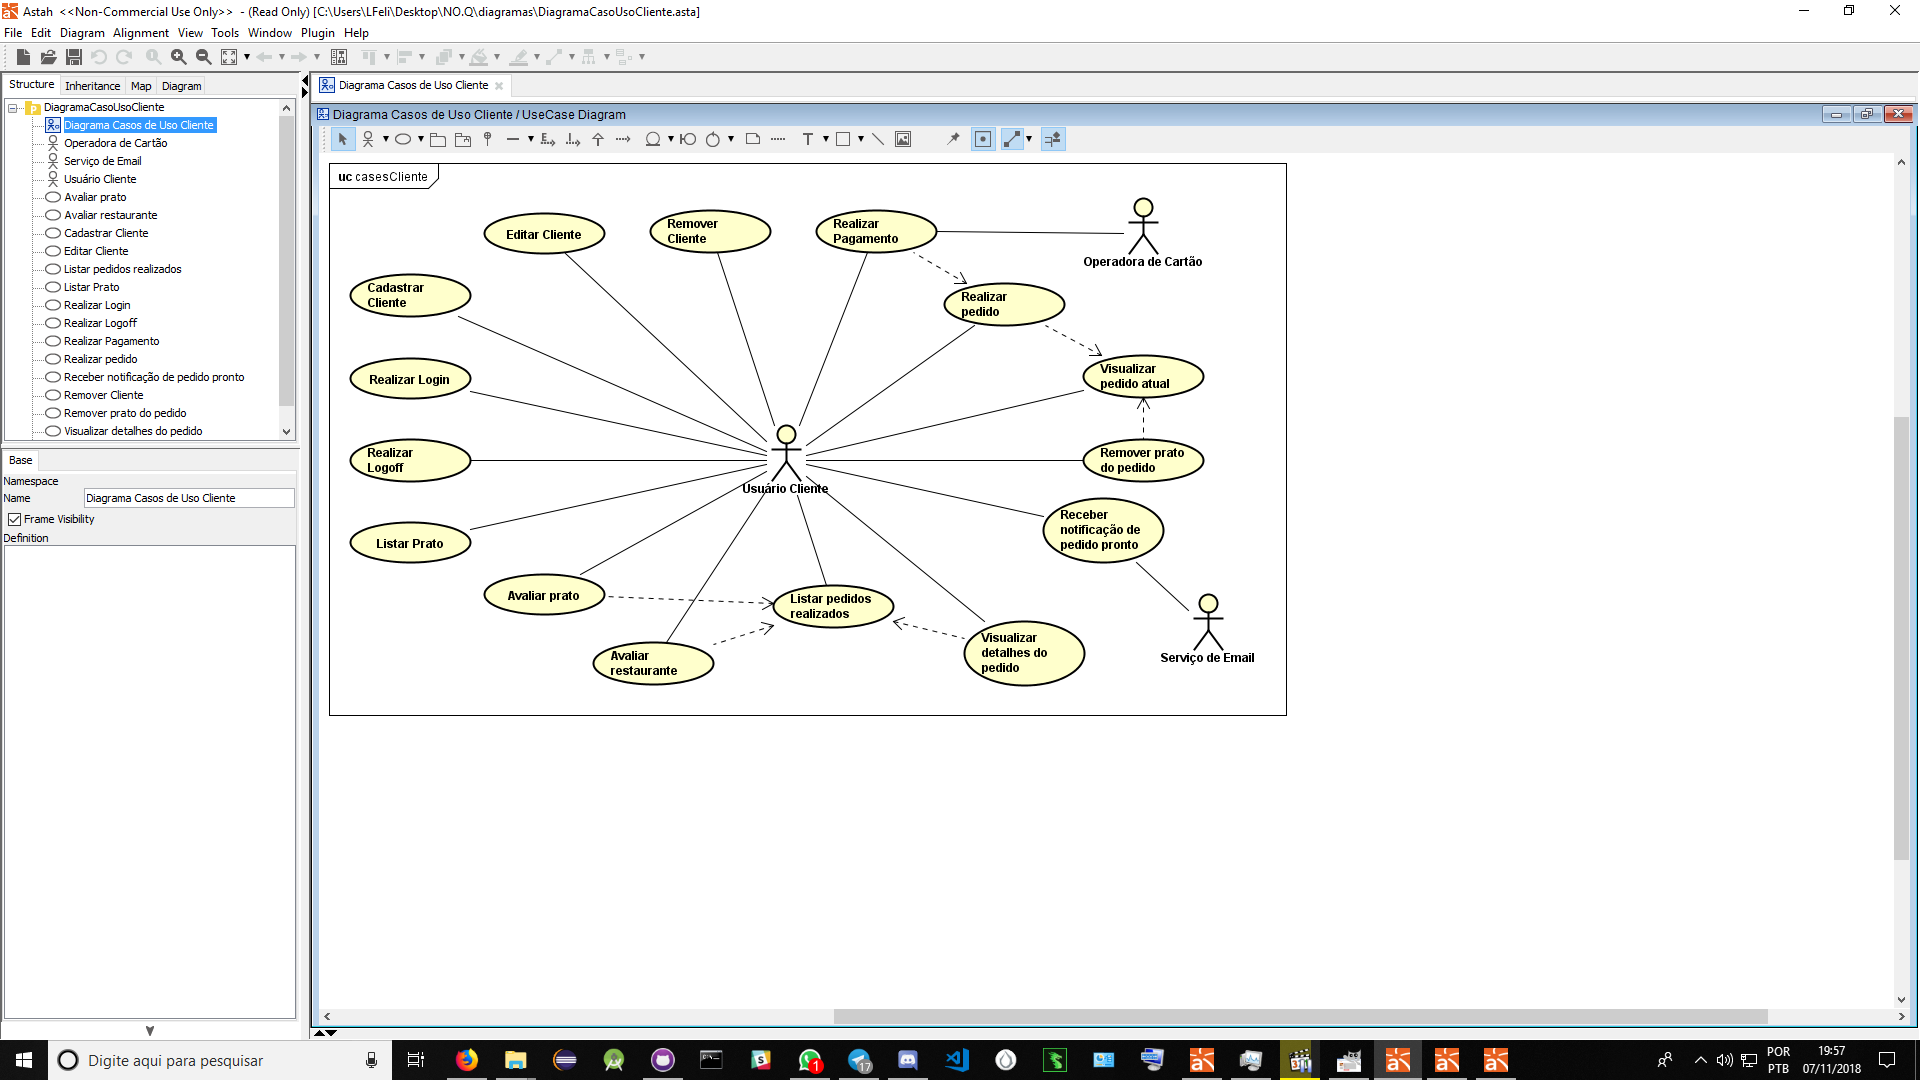 Astah <<Non-Commercial Use Only>> - (Read Only) [C:\Users\LFeli\Desktop\NO.Q\diagramas\DiagramaCasoUsoCliente.asta]
File Edit Diagram Alignment View Tools Window Plugin Help
Structure Inheritance Map Diagram
DiagramaCasoUsoCliente
Diagrama Casos de Uso Cliente
Operadora de Cartão
Serviço de Email
Usuário Cliente
Avaliar prato
Avaliar restaurante
Cadastrar Cliente
Editar Cliente
Listar pedidos realizados
Listar Prato
Realizar Login
Realizar Logoff
Realizar Pagamento
Realizar pedido
Receber notificação de pedido pronto
Remover Cliente
Remover prato do pedido
Visualizar detalhes do pedido
Base
Namespace
Name Diagrama Casos de Uso Cliente
Frame Visibility
Definition
Diagrama Casos de Uso Cliente
Diagrama Casos de Uso Cliente / UseCase Diagram
uc casesCliente
Editar Cliente
Remover
Cliente
Realizar
Pagamento
Operadora de Cartão
Cadastrar
Cliente
Realizar
pedido
Realizar Login
Visualizar
pedido atual
Realizar
Logoff
Usuário Cliente
Remover prato
do pedido
Listar Prato
Receber
notificação de
pedido pronto
Avaliar prato
Listar pedidos
realizados
Avaliar
restaurante
Visualizar
detalhes do
pedido
Serviço de Email
Digite aqui para pesquisar
1
17
POR
PTB
19:57
07/11/2018